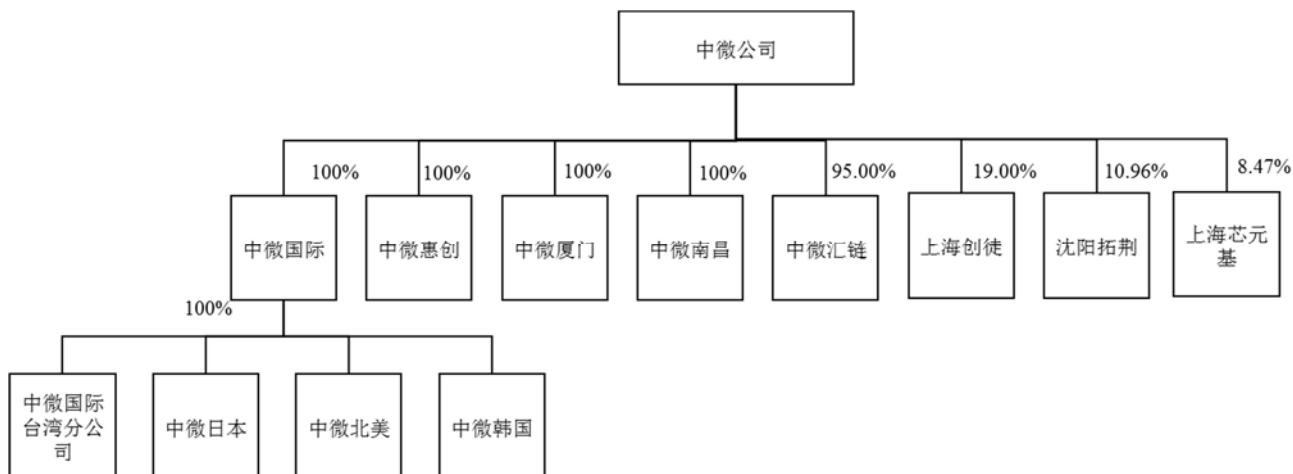 中微公司
100%
100%
100%
100%
95.00%
19.00%
10.96%
8.47%
中微国际
中微惠创
中微厦门
中微南昌
中微汇链
上海创徒
沈阳拓荆
上海芯元
基
100%
中微国际
台湾分公
司
中微日本
中微北美
中微韩国